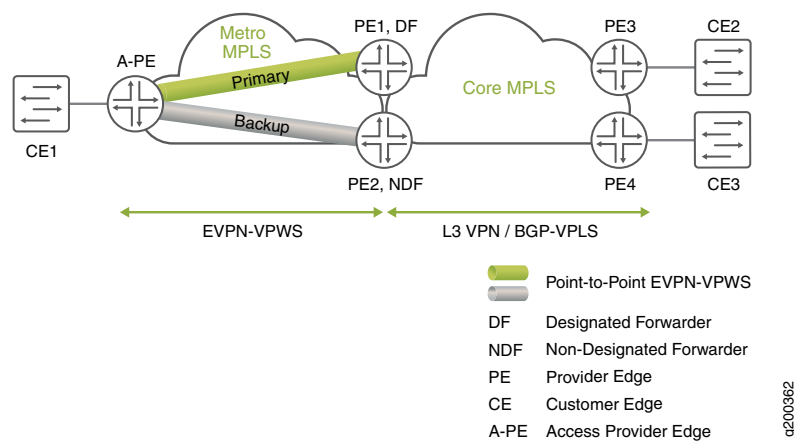 Metro
MPLS
PE1, DF
PE3
CE2
A-PE
Primary
Core MPLS
Backup
CE1
PE2, NDF
PE4
CE3
EVPN-VPWS
L3 VPN / BGP-VPLS
Point-to-Point EVPN-VPWS
DF Designated Forwarder
NDF Non-Designated Forwarder
PE Provider Edge
CE Customer Edge
A-PE Access Provider Edge
g200362